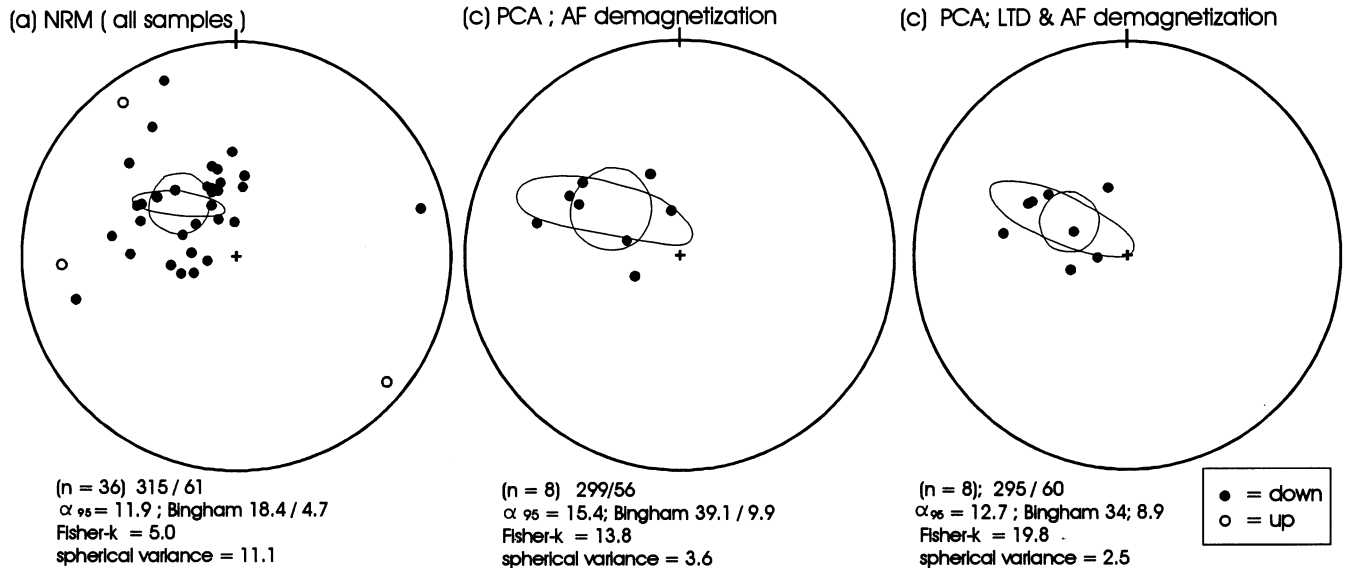 (a) NRM ( all samples )
(c) PCA ; AF demagnetization
(c) PCA; LTD & AF demagnetization
(n = 36) 315 / 61
α 95 = 11.9 ; Bingham 18.4 / 4.7
Fisher-k = 5.0
spherical variance = 11.1
(n = 8) 299/56
α 95 = 15.4; Bingham 39.1 / 9.9
Fisher-k = 13.8
spherical variance = 3.6
(n = 8); 295/60
α95 = 12.7 ; Bingham 34; 8.9
Fisher-k = 19.8
spherical variance = 2.5
● = down
○ = up